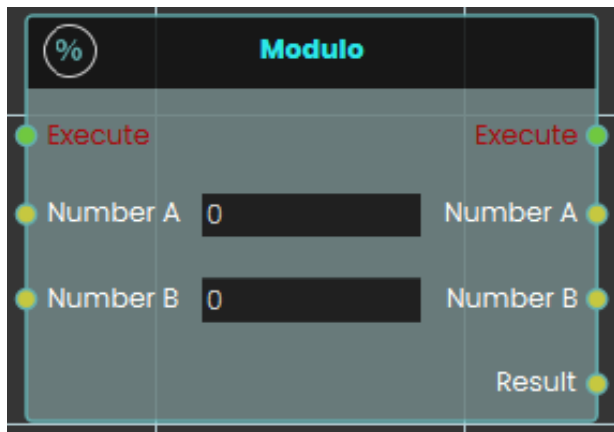 % Modulo
Execute Execute
Number A 0 Number A
Number B 0 Number B
Result